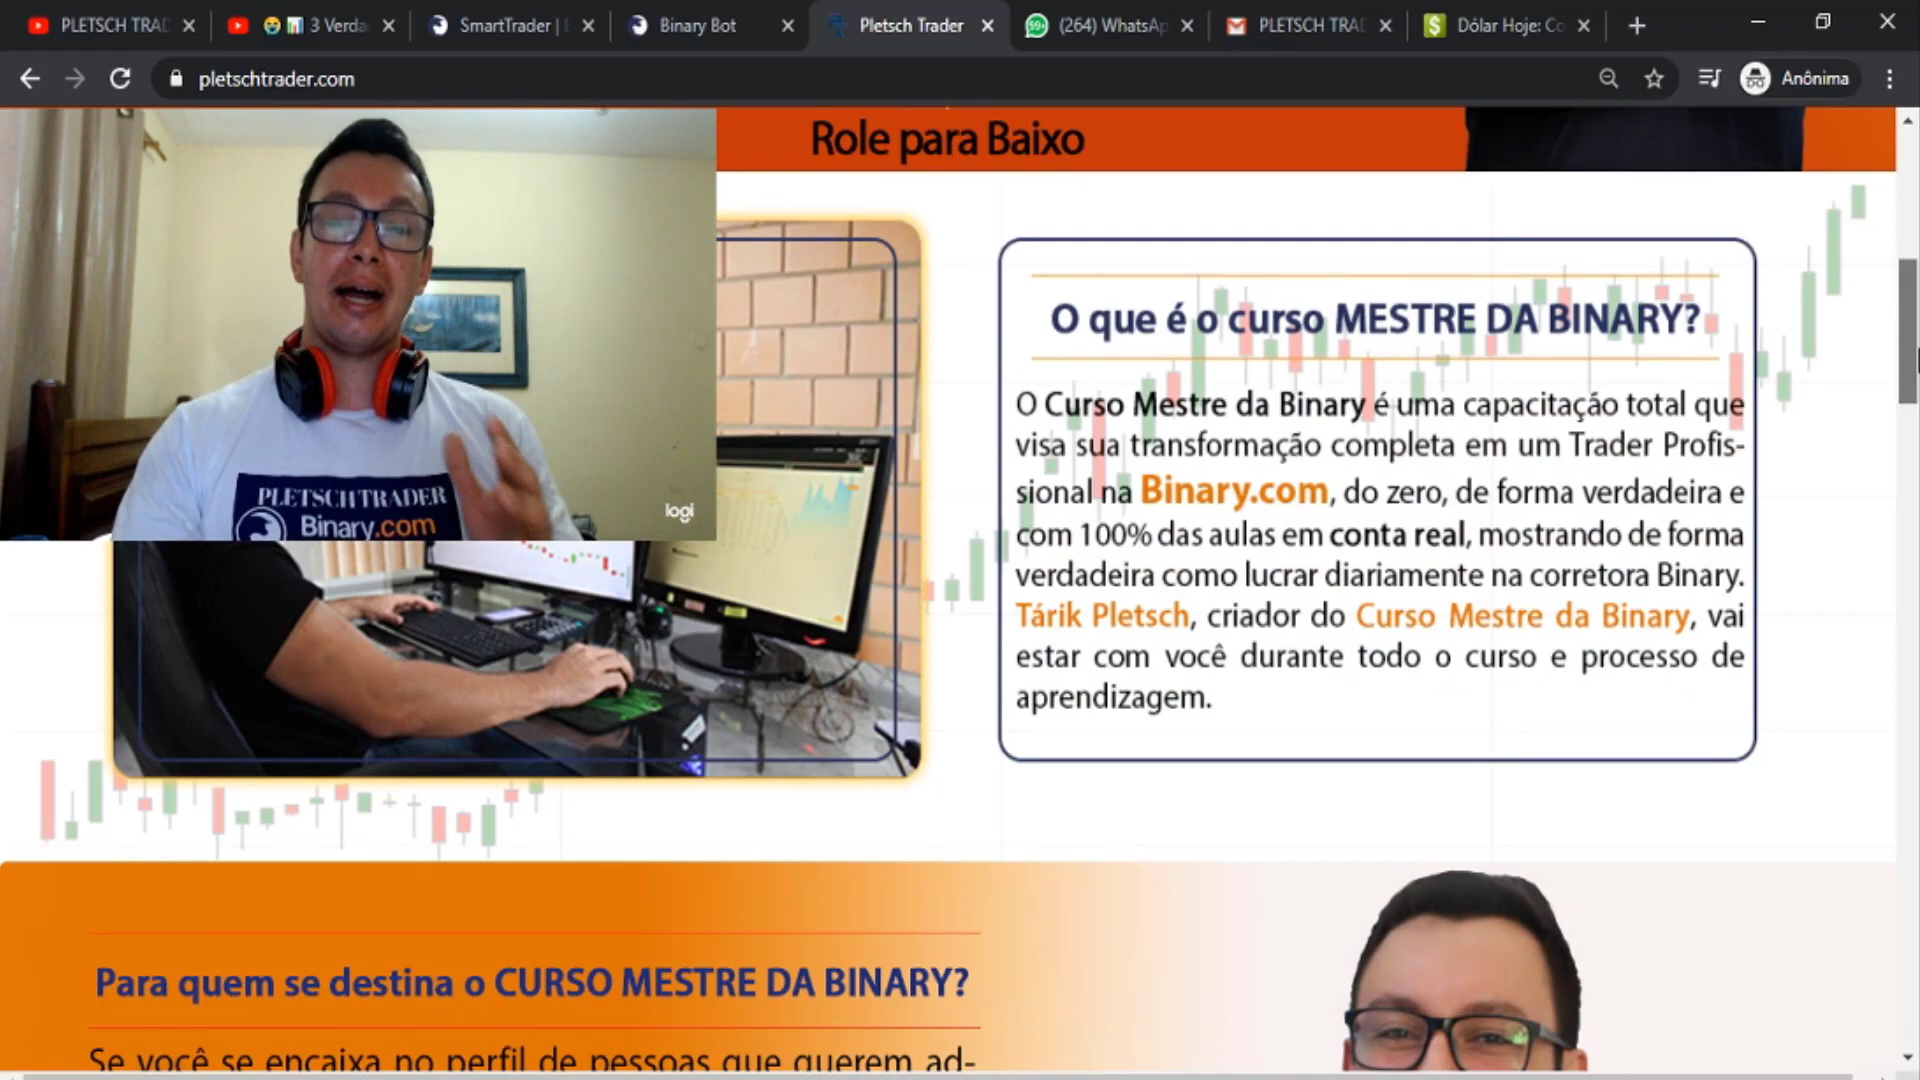 PLETSCH TRA
3 Verda
SmartTrader |
Binary Bot
Pletsch Trader
(264) WhatsAp
PLETSCH TRA
Dólar Hoje: Co
pletschtrader.com
Anônima
Role para Baixo
PLETSCH TRADER
Binary.com
logi
O que é o curso MESTRE DA BINARY?
O Curso Mestre da Binary é uma capacitação total que
visa sua transformação completa em um Trader Profis-
sional na Binary.com, do zero, de forma verdadeira e
com 100% das aulas em conta real, mostrando de forma
verdadeira como lucrar diariamente na corretora Binary.
Tárik Pletsch, criador do Curso Mestre da Binary, vai
estar com você durante todo o curso e processo de
aprendizagem.
Para quem se destina o CURSO MESTRE DA BINARY?
Se você se encaixa no perfil de pessoas que querem ad-